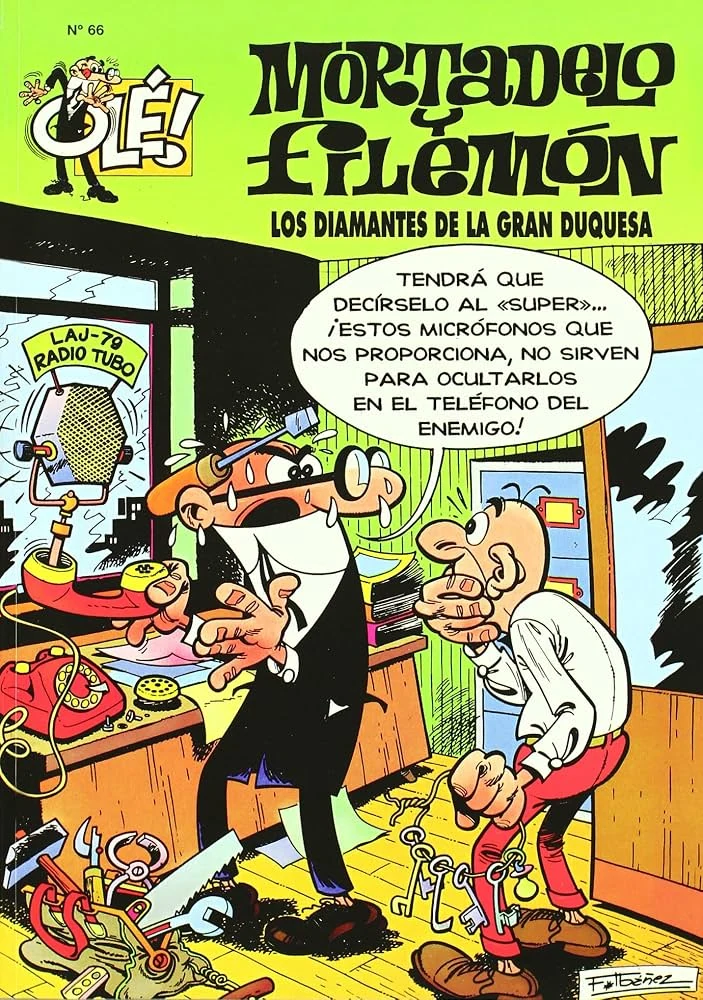 Nº 66
OLÉ!
MORTADELO
Y
FILEMÓN
LOS DIAMANTES DE LA GRAN DUQUESA
TENDRÁ QUE
DECÍRSELO AL «SUPER»...
¡ESTOS MICRÓFONOS QUE
NOS PROPORCIONA, NO SIRVEN
PARA OCULTARLOS
EN EL TELÉFONO DEL
ENEMIGO!
LAJ-79
RADIO TUBO
F. Ibáñez